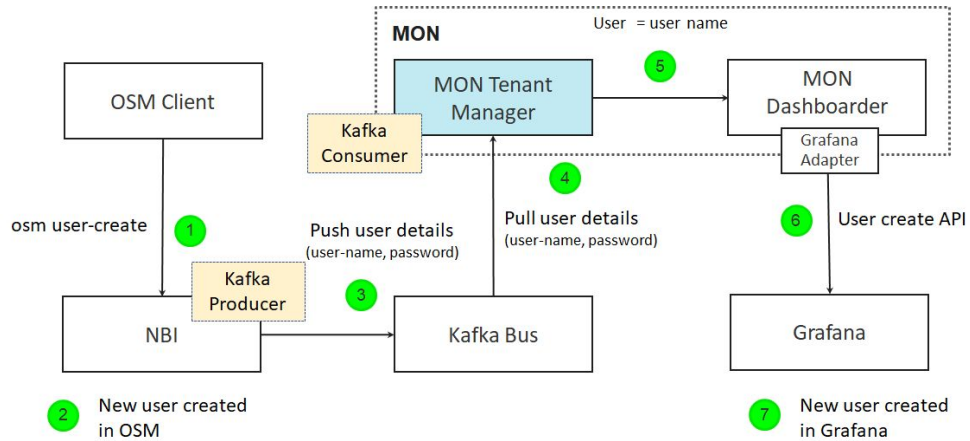 User = user name
MON
5
OSM Client
MON Tenant
Manager
MON
Dashboarder
Kafka
Consumer
Grafana
Adapter
4
osm user-create
1
Push user details
(user-name, password)
Pull user details
(user-name, password)
6
User create API
Kafka
Producer
3
NBI
Kafka Bus
Grafana
2
New user created
in OSM
7
New user created
in Grafana